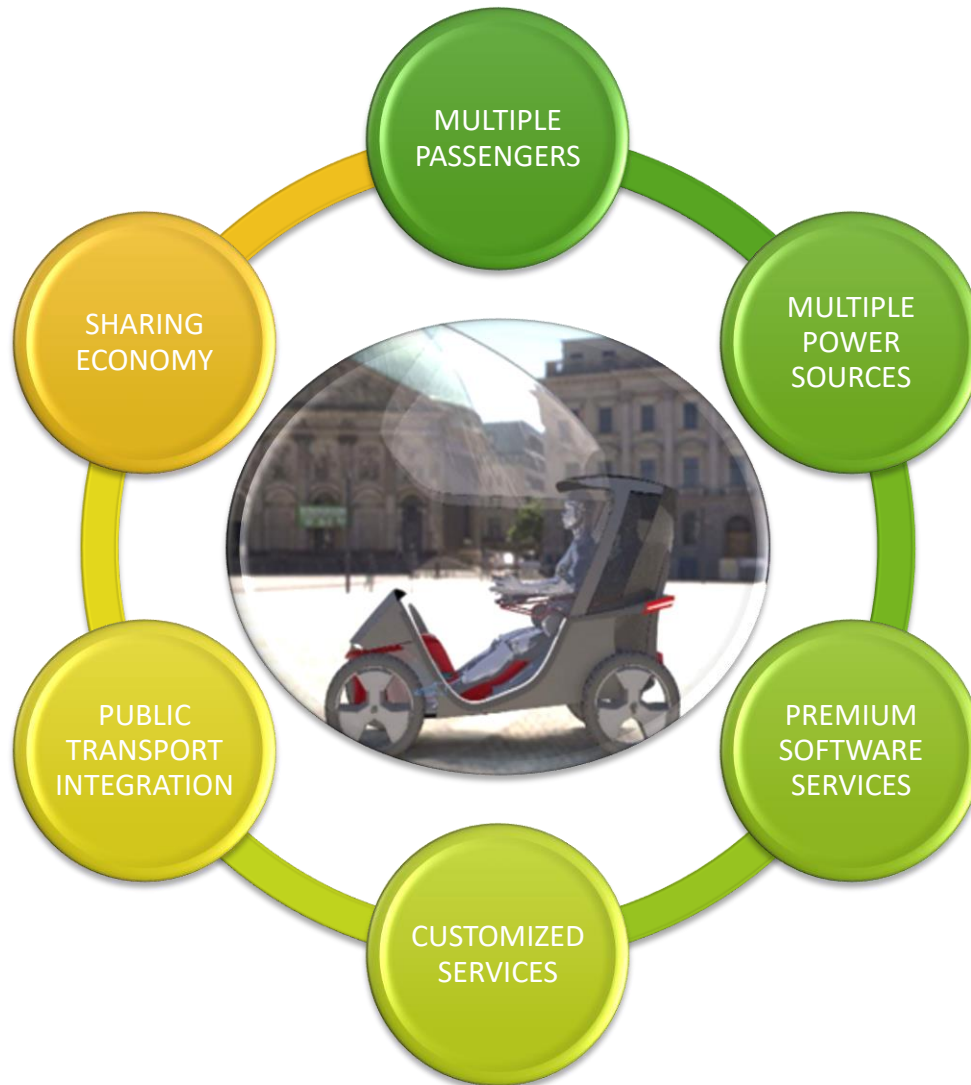 MULTIPLE
PASSENGERS
MULTIPLE
POWER
SOURCES
PREMIUM
SOFTWARE
SERVICES
CUSTOMIZED
SERVICES
PUBLIC
TRANSPORT
INTEGRATION
SHARING
ECONOMY